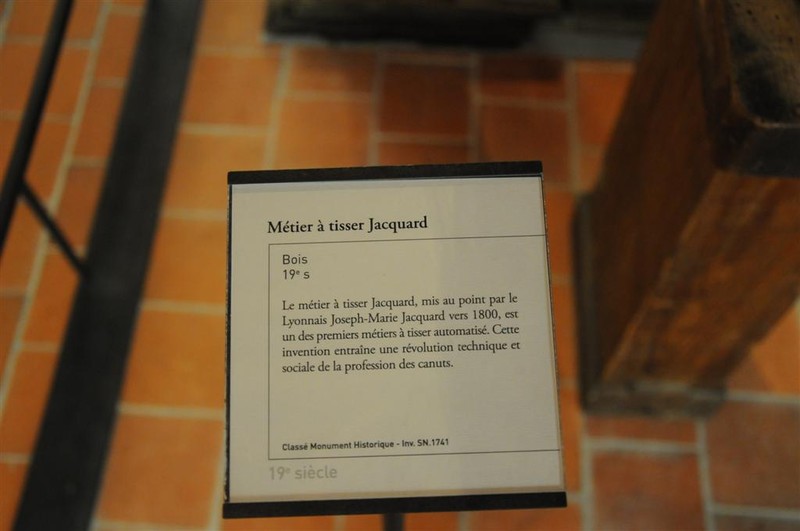 Métier à tisser Jacquard
Bois
19e s
Le métier à tisser Jacquard, mis au point par le
Lyonnais Joseph-Marie Jacquard vers 1800, est
un des premiers métiers à tisser automatisé. Cette
invention entraîne une révolution technique et
sociale de la profession des canuts.
Classé Monument Historique - Inv. SN.1741
19e siècle